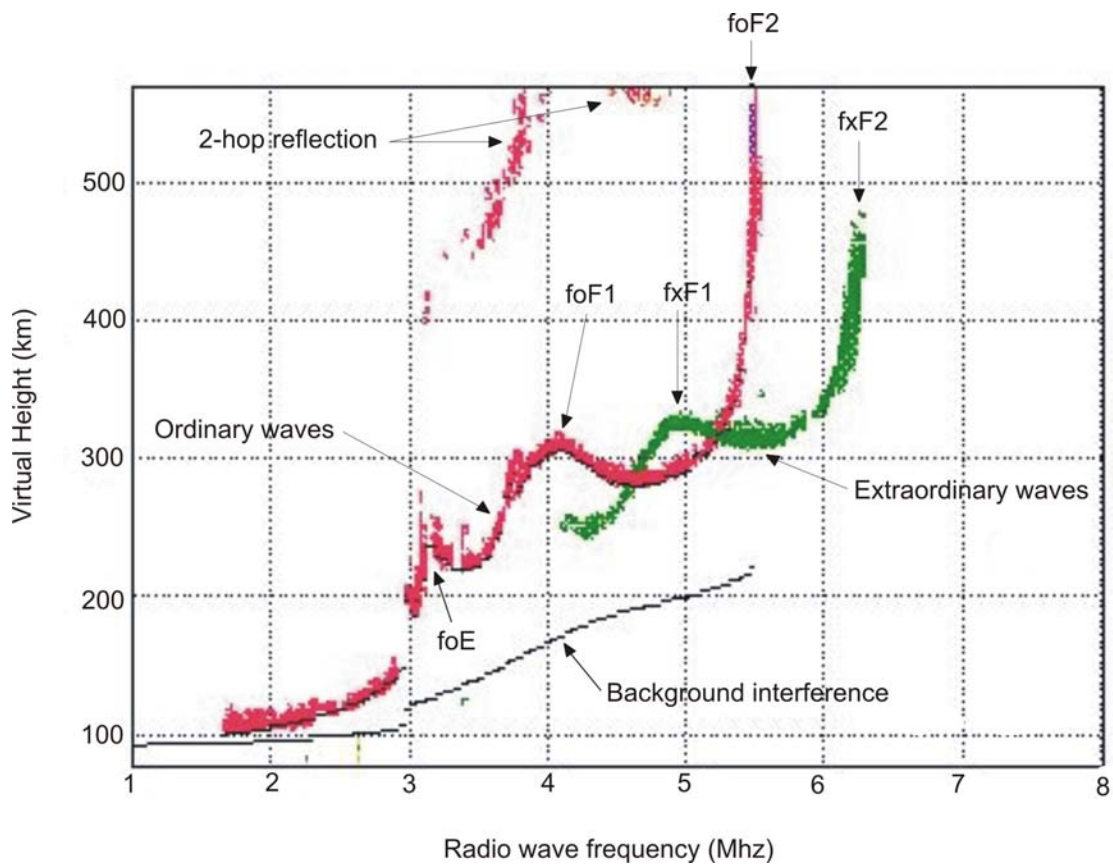 foF2
fxF2
2-hop reflection
500
foF1
fxF1
400
Ordinary waves
300
Extraordinary waves
200
foE
Background interference
100
1 2 3 4 5 6 7 8
Virtual Height (km)
Radio wave frequency (Mhz)